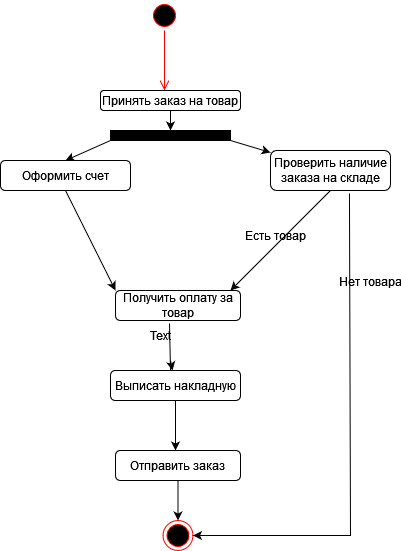 Принять заказ на товар
Оформить счет
Проверить наличие
заказа на складе
Есть товар
Нет товара
Получить оплату за
товар
Text
Выписать накладную
Отправить заказ